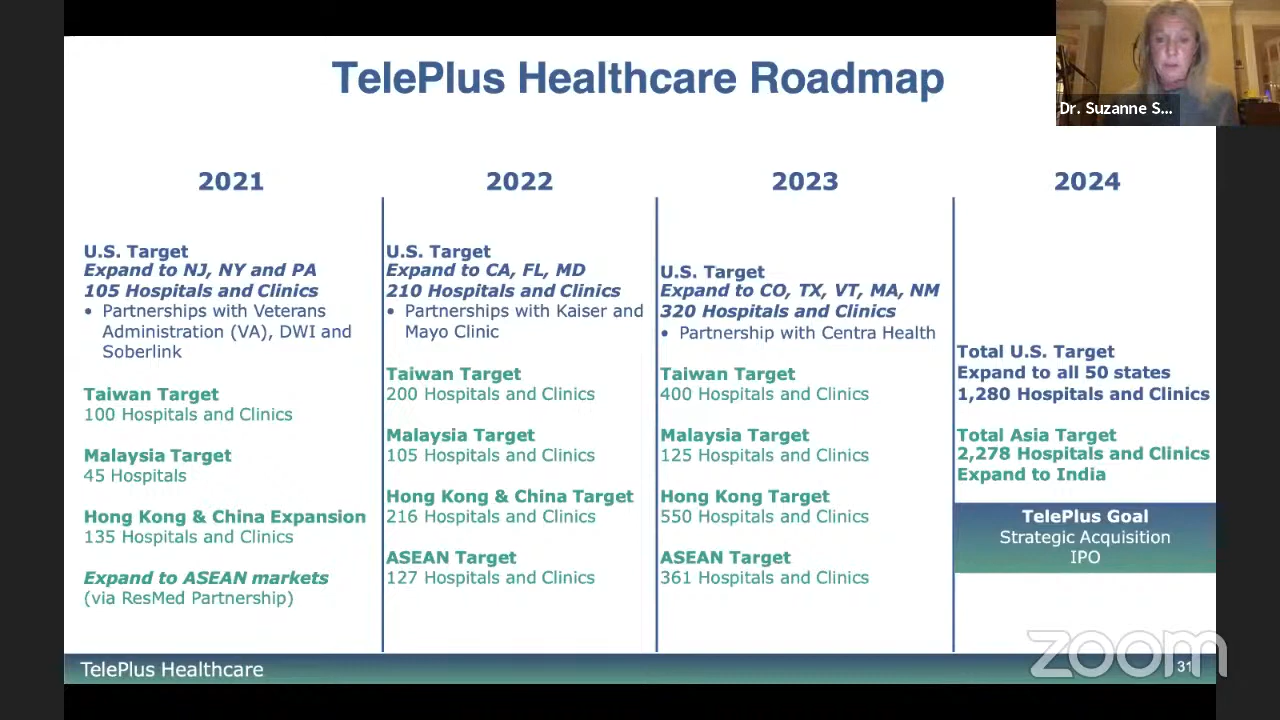 TelePlus Healthcare Roadmap
Dr. Suzanne S...
2021
U.S. Target
Expand to NJ, NY and PA
105 Hospitals and Clinics
• Partnerships with Veterans
Administration (VA), DWI and
Soberlink
Taiwan Target
100 Hospitals and Clinics
Malaysia Target
45 Hospitals
Hong Kong & China Expansion
135 Hospitals and Clinics
Expand to ASEAN markets
(via ResMed Partnership)
2022
U.S. Target
Expand to CA, FL, MD
210 Hospitals and Clinics
• Partnerships with Kaiser and
Mayo Clinic
Taiwan Target
200 Hospitals and Clinics
Malaysia Target
105 Hospitals and Clinics
Hong Kong & China Target
216 Hospitals and Clinics
ASEAN Target
127 Hospitals and Clinics
2023
U.S. Target
Expand to CO, TX, VT, MA, NM
320 Hospitals and Clinics
• Partnership with Centra Health
Taiwan Target
400 Hospitals and Clinics
Malaysia Target
125 Hospitals and Clinics
Hong Kong Target
550 Hospitals and Clinics
ASEAN Target
361 Hospitals and Clinics
2024
Total U.S. Target
Expand to all 50 states
1,280 Hospitals and Clinics
Total Asia Target
2,278 Hospitals and Clinics
Expand to India
TelePlus Goal
Strategic Acquisition
IPO
TelePlus Healthcare
zoom
31